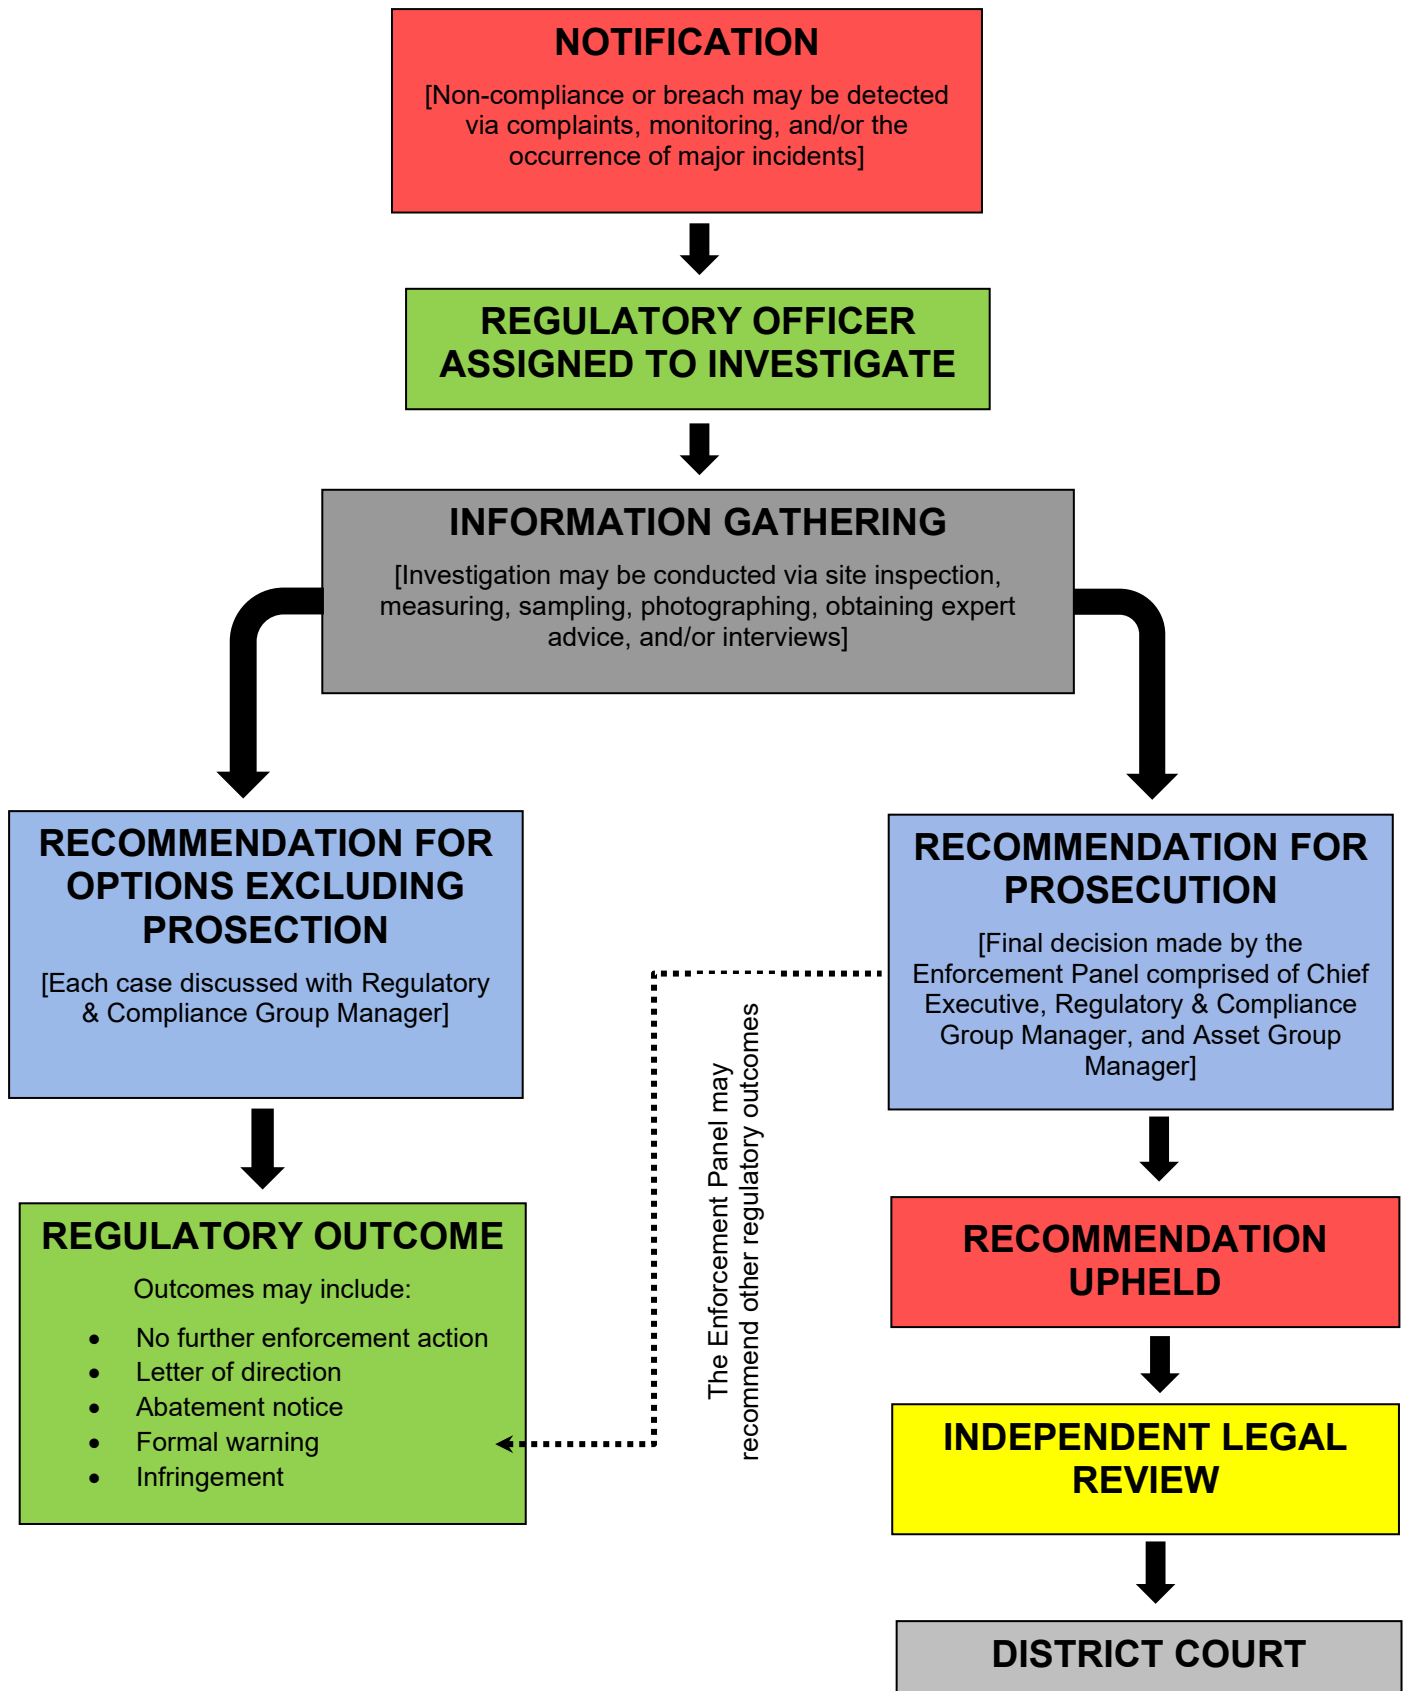 NOTIFICATION
[Non-compliance or breach may be detected
via complaints, monitoring, and/or the
occurrence of major incidents]
REGULATORY OFFICER
ASSIGNED TO INVESTIGATE
INFORMATION GATHERING
[Investigation may be conducted via site inspection,
measuring, sampling, photographing, obtaining expert
advice, and/or interviews]
RECOMMENDATION FOR
OPTIONS EXCLUDING
PROSECTION
[Each case discussed with Regulatory
& Compliance Group Manager]
RECOMMENDATION FOR
PROSECUTION
[Final decision made by the
Enforcement Panel comprised of Chief
Executive, Regulatory & Compliance
Group Manager, and Asset Group
Manager]
The Enforcement Panel may
recommend other regulatory outcomes
REGULATORY OUTCOME
Outcomes may include:
• No further enforcement action
• Letter of direction
• Abatement notice
• Formal warning
• Infringement
RECOMMENDATION
UPHELD
INDEPENDENT LEGAL
REVIEW
DISTRICT COURT